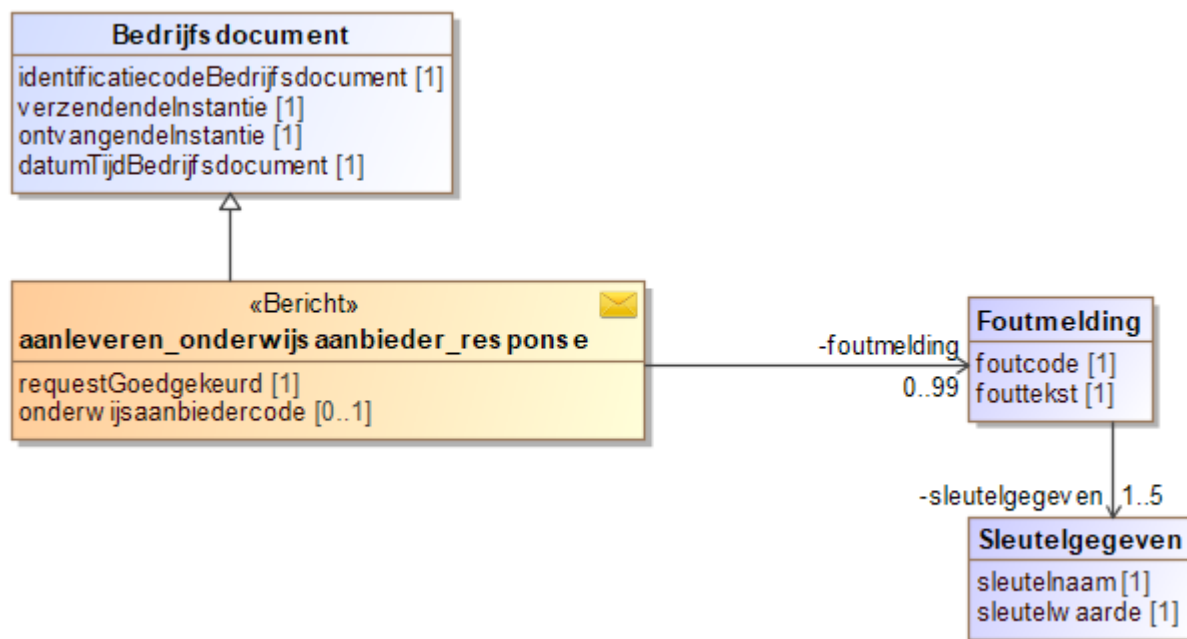 Bedrijfsdocument
identificatiecodeBedrijfsdocument [1]
verzendendeInstantie [1]
ontvangendeInstantie [1]
datumTijdBedrijfsdocument [1]
«Bericht»
aanleveren_onderwijsaanbieder_response
requestGoedgekeurd [1]
onderwijsaanbiedercode [0..1]
-foutmelding
0..99
Foutmelding
foutcode [1]
fouttekst [1]
-sleutelgegeven 1..5
Sleutelgegeven
sleutelnaam [1]
sleutelwaarde [1]